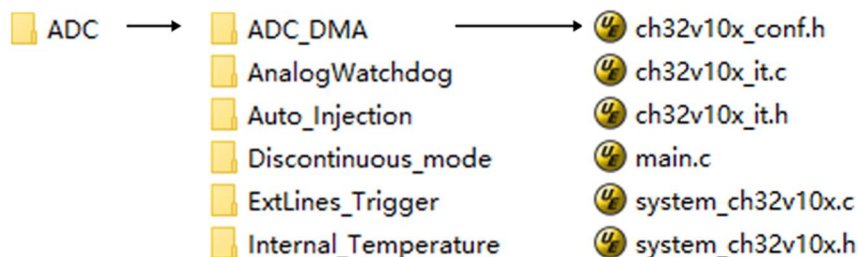 ADC
ADC_DMA
AnalogWatchdog
Auto_Injection
Discontinuous_mode
ExtLines_Trigger
Internal_Temperature
ch32v10x_conf.h
ch32v10x_it.c
ch32v10x_it.h
main.c
system_ch32v10x.c
system_ch32v10x.h